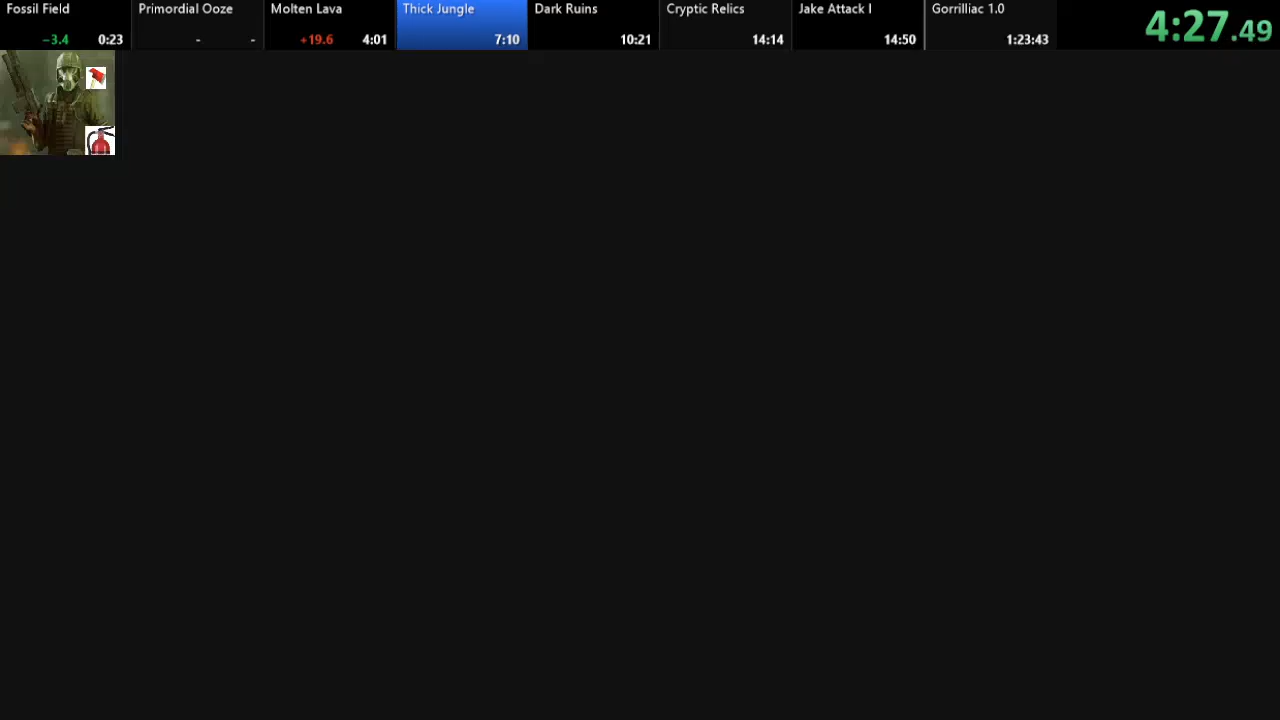 Fossil Field
−3.4 0:23
Primordial Ooze
- -
Molten Lava
+19.6 4:01
Thick Jungle
7:10
Dark Ruins
10:21
Cryptic Relics
14:14
Jake Attack I
14:50
Gorrilliac 1.0
1:23:43
4:27.49